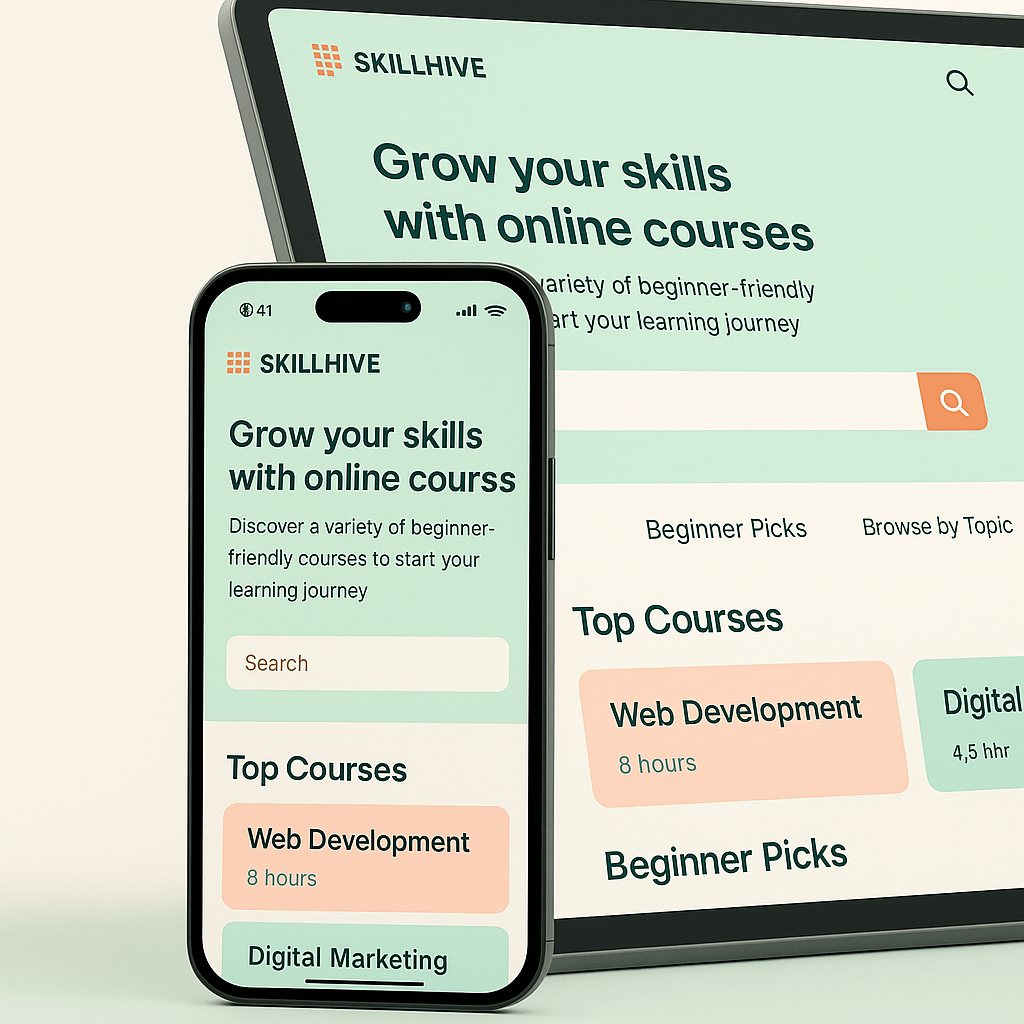 SKILLHIVE
Grow your skills
with online courses
variety of beginner-friendly
art your learning journey
Beginner Picks
Browse by Topic
Top Courses
Web Development
8 hours
Digital
4,5 hhr
Beginner Picks
41
SKILLHIVE
Grow your skills
with online courss
Discover a variety of beginner-
friendly courses to start your
learning journey
Search
Top Courses
Web Development
8 hours
Digital Marketing